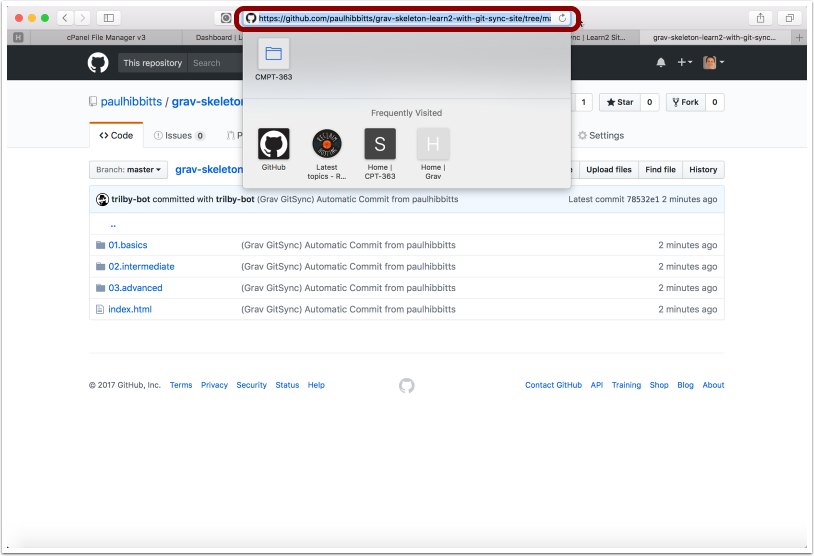 https://github.com/paulhibbitts/grav-skeleton-learn2-with-git-sync-site/tree/ma
H
cPanel File Manager v3
Dashboard | L
nc | Learn2 Sit...
grav-skeleton-learn2-with-git-sync...
This repository
Search
CMPT-363
paulhibbitts / grav-skeleton
1
Star
0
Fork
0
Frequently Visited
Code
Issues
0
P
Settings
S
H
GitHub
Latest
topics - R...
Home |
CPT-363
Home |
Grav
Branch: master
grav-skeleton
e
Upload files
Find file
History
trilby-bot committed with trilby-bot (Grav GitSync) Automatic Commit from paulhibbitts
Latest commit 78532e1 2 minutes ago
..
01.basics
(Grav GitSync) Automatic Commit from paulhibbitts
2 minutes ago
02.intermediate
(Grav GitSync) Automatic Commit from paulhibbitts
2 minutes ago
03.advanced
(Grav GitSync) Automatic Commit from paulhibbitts
2 minutes ago
index.html
(Grav GitSync) Automatic Commit from paulhibbitts
2 minutes ago
© 2017 GitHub, Inc.
Terms
Privacy
Security
Status
Help
Contact GitHub
API
Training
Shop
Blog
About